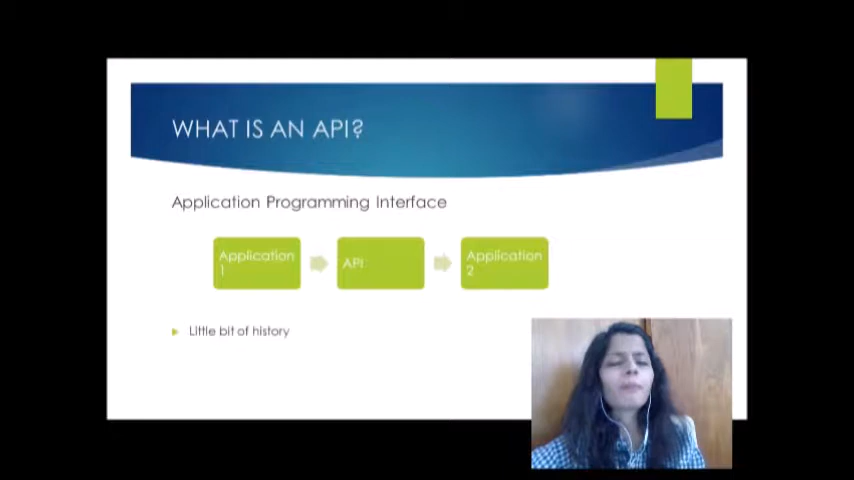 WHAT IS AN API?
Application Programming Interface
Application
1
API
Application
2
Little bit of history